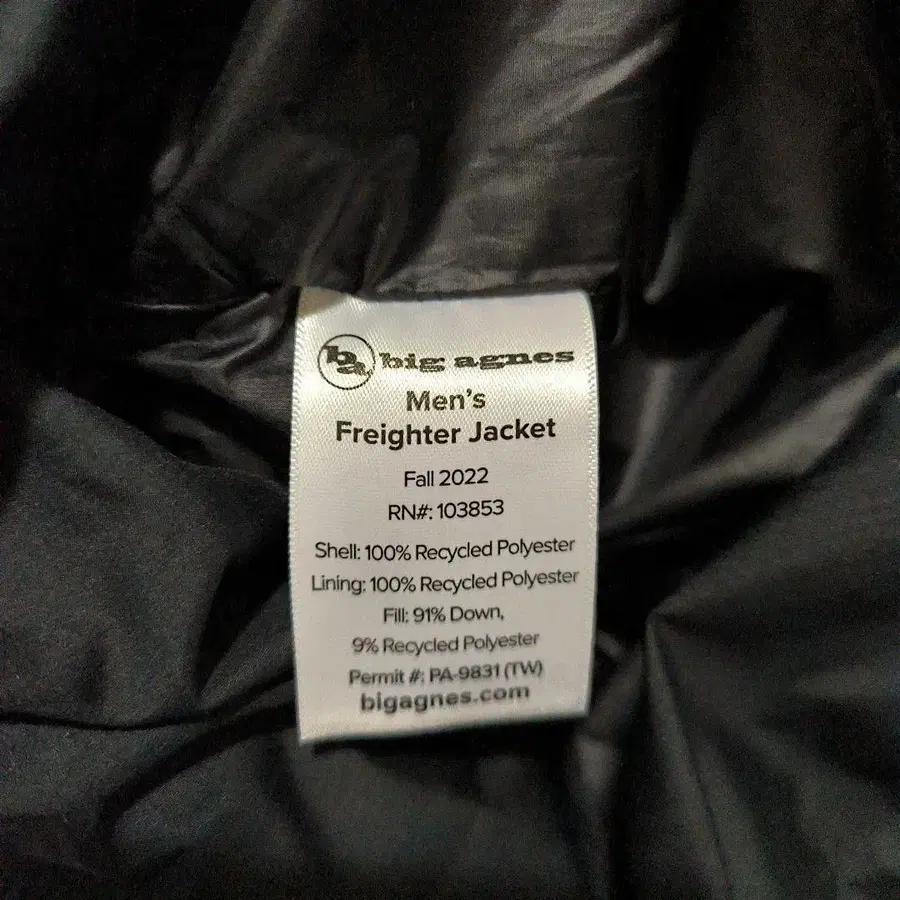 ba big agnes
Men's
Freighter Jacket
Fall 2022
RN#: 103853
Shell: 100% Recycled Polyester
Lining: 100% Recycled Polyester
Fill: 91% Down,
9% Recycled Polyester
Permit #: PA-9831 (TW)
bigagnes.com